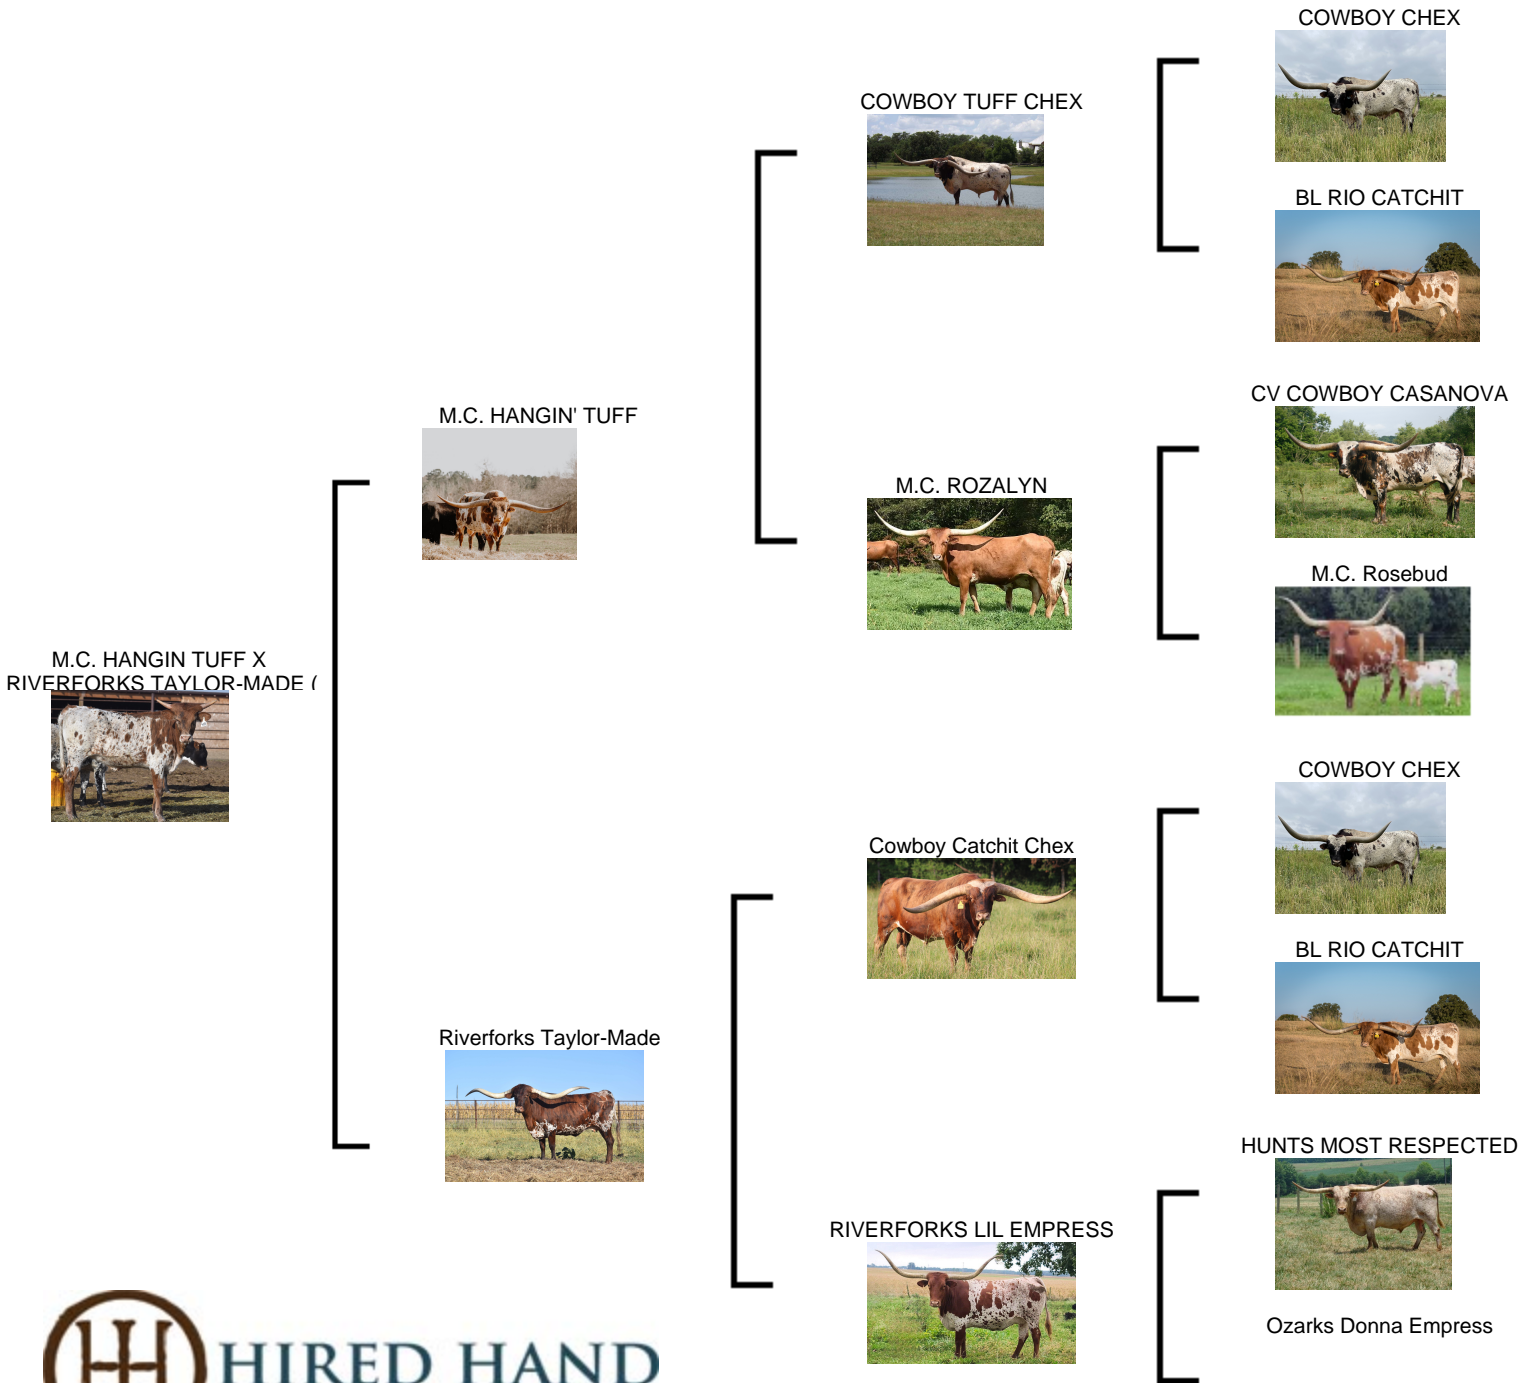 COWBOY CHEX
COWBOY TUFF CHEX
BL RIO CATCHIT
CV COWBOY CASANOVA
M.C. HANGIN' TUFF
M.C. ROZALYN
M.C. Rosebud
M.C. HANGIN TUFF X
RIVERFORKS TAYLOR-MADE (
COWBOY CHEX
Cowboy Catchit Chex
BL RIO CATCHIT
Riverforks Taylor-Made
HUNTS MOST RESPECTED
RIVERFORKS LIL EMPRESS
Ozarks Donna Empress
HIRED HAND